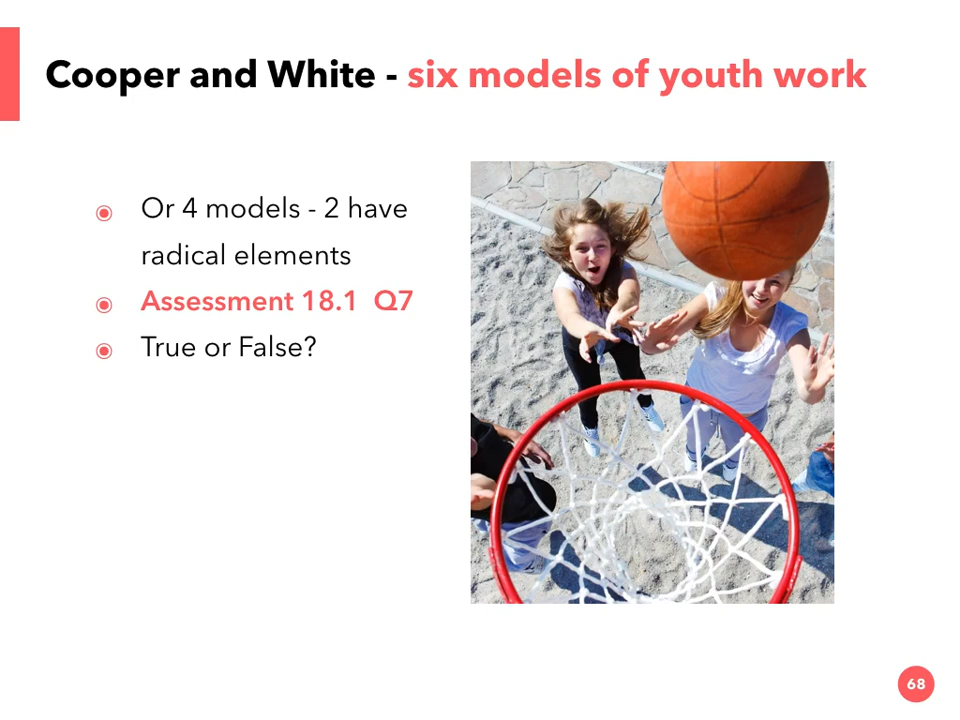 Cooper and White - six models of youth work
Or 4 models - 2 have
radical elements
Assessment 18.1 Q7
True or False?
68